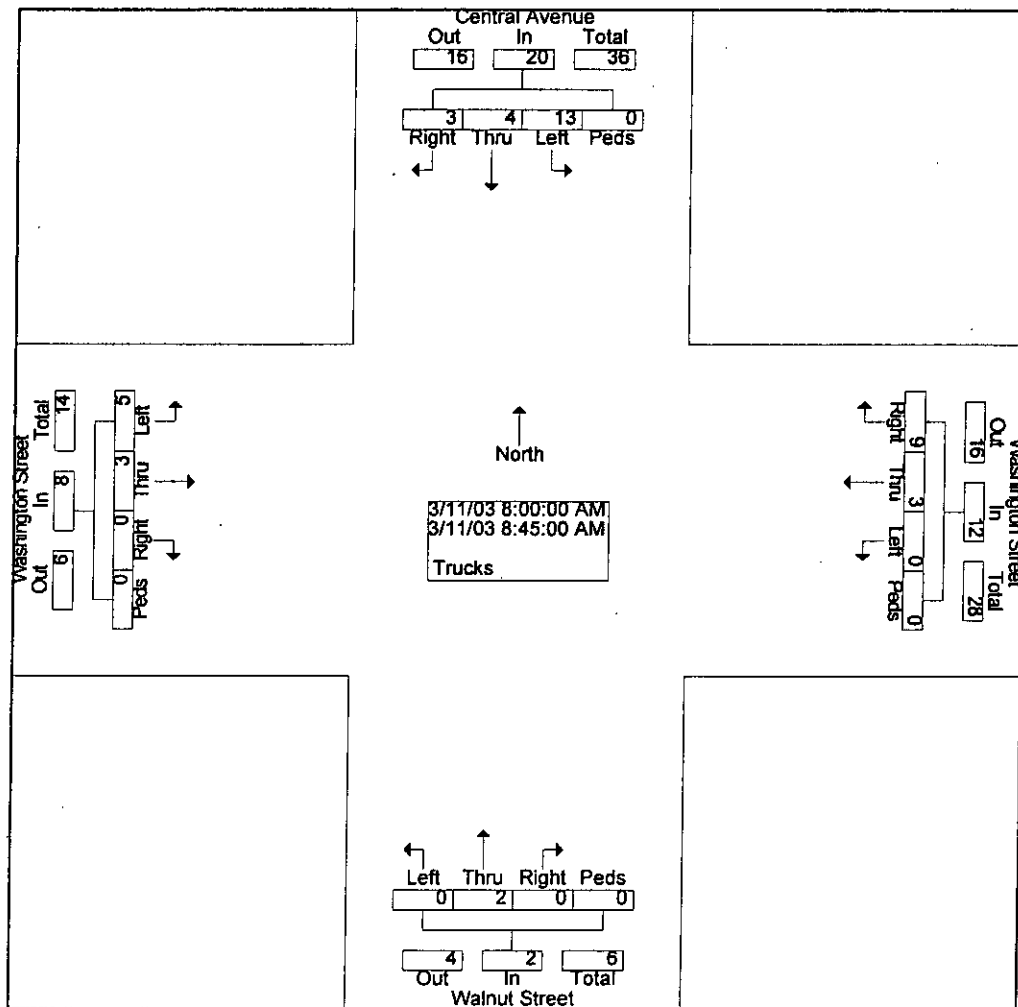 Central Avenue
Out In Total
16 20 36
3 4 13 0
Right Thru Left Peds
Washington Street
Total In Out
14 8 6
5 3 0 0
Left Thru Right Peds
North
3/11/03 8:00:00 AM
3/11/03 8:45:00 AM
Trucks
Right Thru Left Peds
9 3 0 0
16 12 28
Out In Total
Washington Street
Left Thru Right Peds
0 2 0 0
4 2 6
Out In Total
Walnut Street